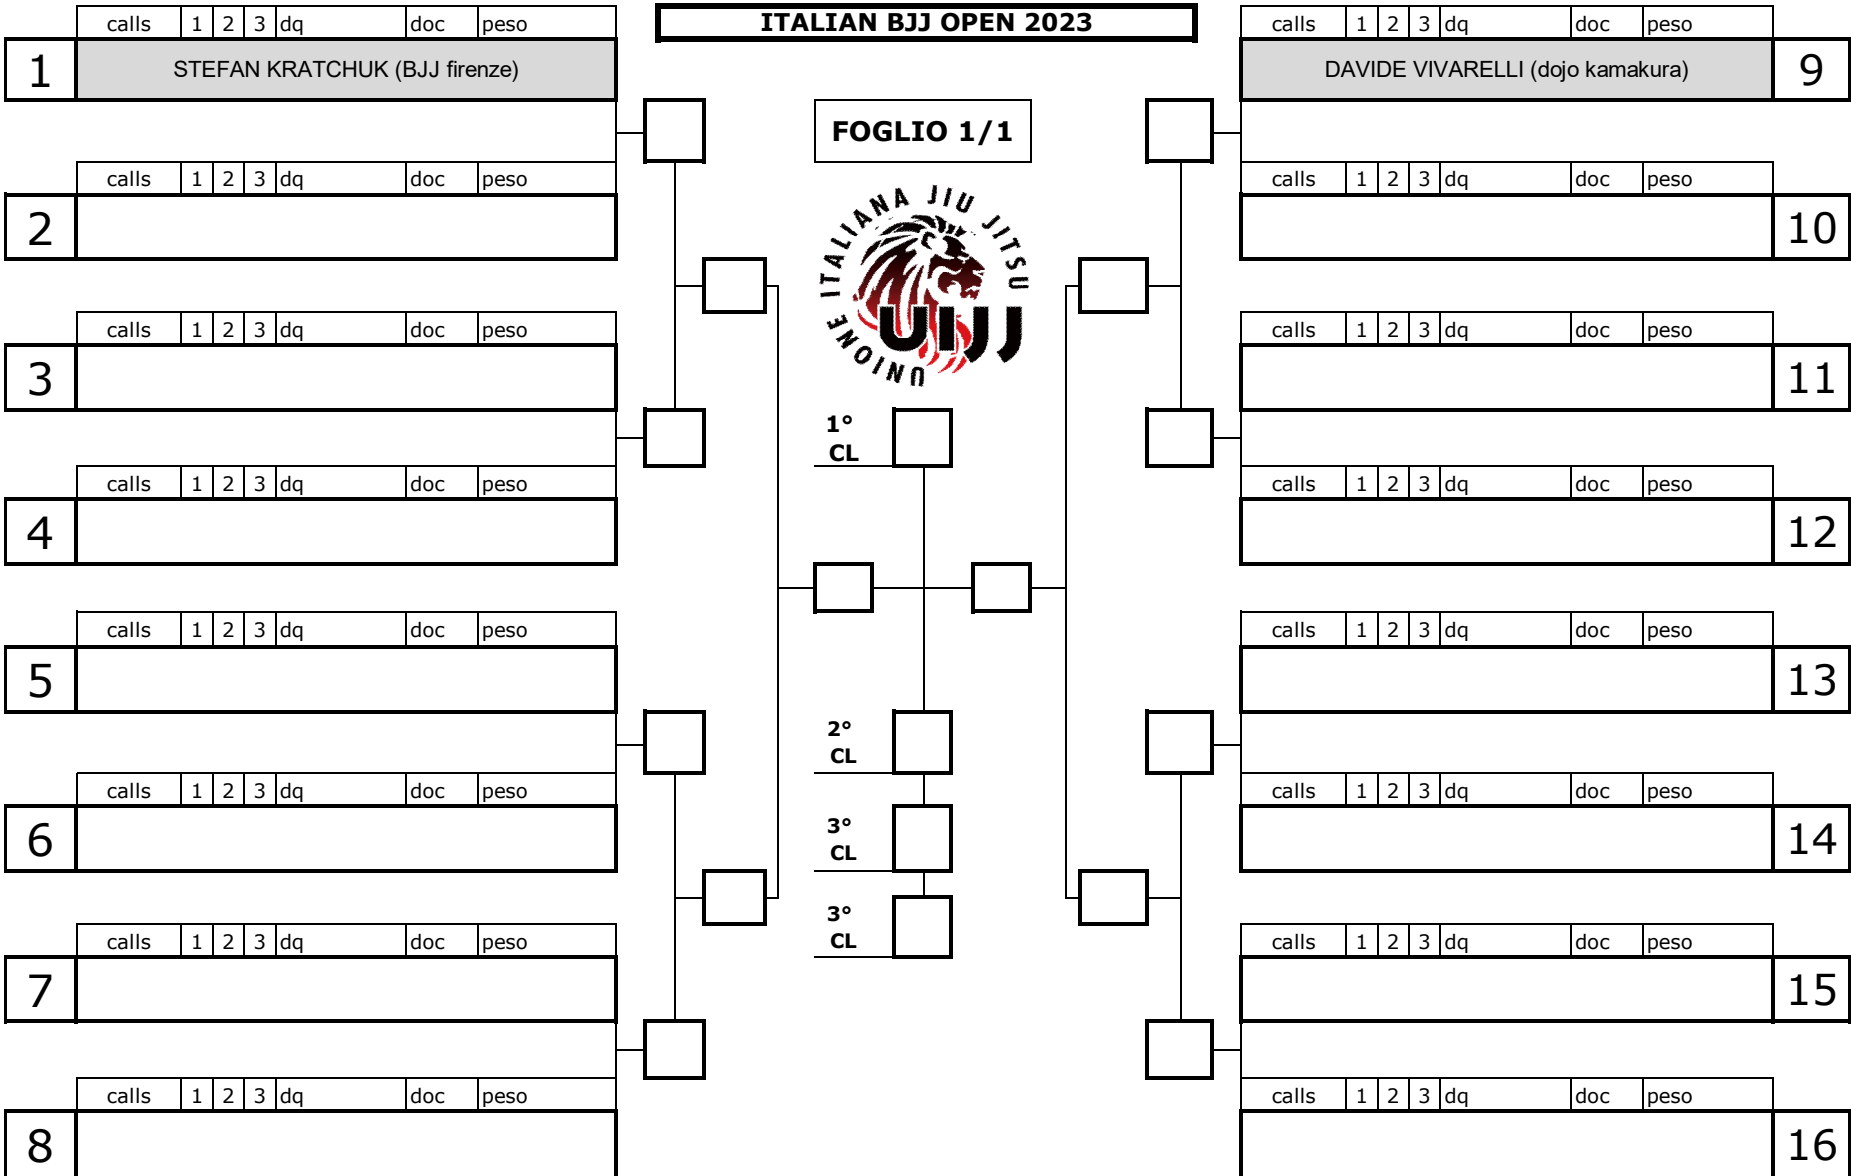 ITALIAN BJJ OPEN 2023
calls 1 2 3 dq doc peso
1 STEFAN KRATCHUK (BJJ firenze)
calls 1 2 3 dq doc peso
2
calls 1 2 3 dq doc peso
3
calls 1 2 3 dq doc peso
4
calls 1 2 3 dq doc peso
5
calls 1 2 3 dq doc peso
6
calls 1 2 3 dq doc peso
7
calls 1 2 3 dq doc peso
8
FOGLIO 1/1
UNIONE ITALIANA JIU JITSU
UIJJ
1°
CL
2°
CL
3°
CL
3°
CL
calls 1 2 3 dq doc peso
DAVIDE VIVARELLI (dojo kamakura) 9
calls 1 2 3 dq doc peso
10
calls 1 2 3 dq doc peso
11
calls 1 2 3 dq doc peso
12
calls 1 2 3 dq doc peso
13
calls 1 2 3 dq doc peso
14
calls 1 2 3 dq doc peso
15
calls 1 2 3 dq doc peso
16